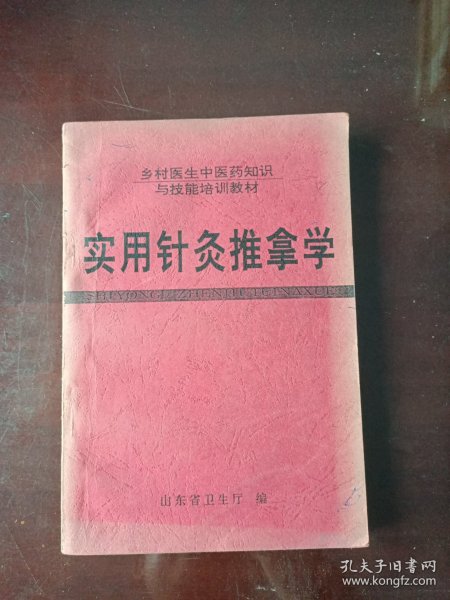 乡村医生中医药知识
与技能培训教材
实用针灸推拿学
SHIYONG ZHENJIU TUINAXUE
山东省卫生厅 编
孔夫子旧书网
www.kongfz.com